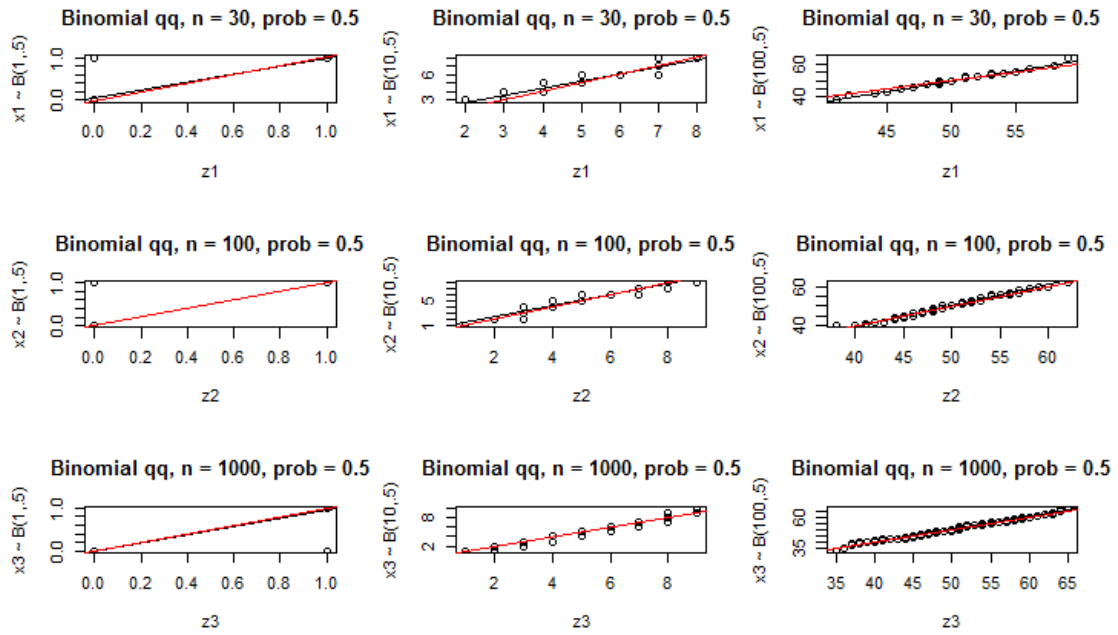 Binomial qq, n = 30, prob = 0.5
x1 ~ B(1,.5)
0.0 1.0
0.0 0.2 0.4 0.6 0.8 1.0
z1
Binomial qq, n = 30, prob = 0.5
x1 ~ B(10,.5)
3 6
2 3 4 5 6 7 8
z1
Binomial qq, n = 30, prob = 0.5
x1 ~ B(100,.5)
40 60
45 50 55
z1
Binomial qq, n = 100, prob = 0.5
x2 ~ B(1,.5)
0.0 1.0
0.0 0.2 0.4 0.6 0.8 1.0
z2
Binomial qq, n = 100, prob = 0.5
x2 ~ B(10,.5)
1 5
2 4 6 8
z2
Binomial qq, n = 100, prob = 0.5
x2 ~ B(100,.5)
40 60
40 45 50 55 60
z2
Binomial qq, n = 1000, prob = 0.5
x3 ~ B(1,.5)
0.0 1.0
0.0 0.2 0.4 0.6 0.8 1.0
z3
Binomial qq, n = 1000, prob = 0.5
x3 ~ B(10,.5)
2 8
2 4 6 8
z3
Binomial qq, n = 1000, prob = 0.5
x3 ~ B(100,.5)
35 60
35 40 45 50 55 60 65
z3